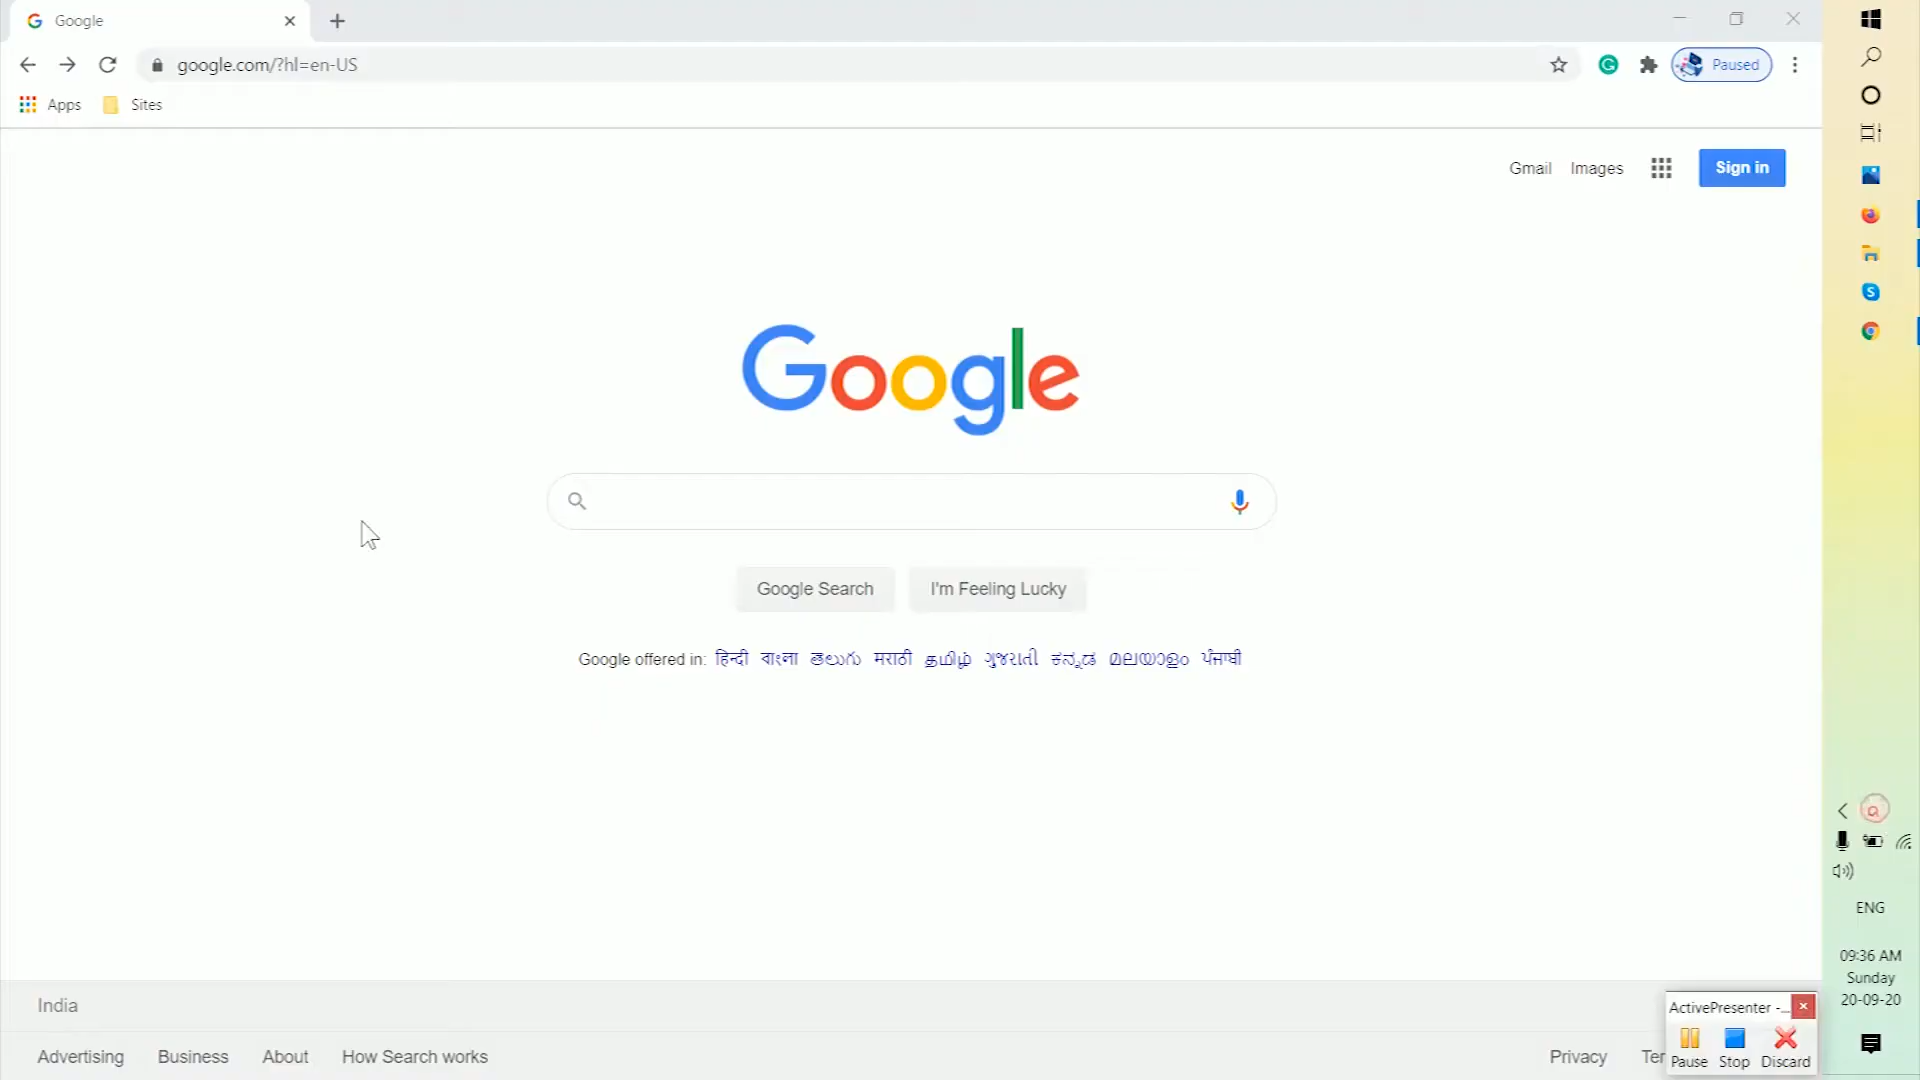 Google
google.com/?hl=en-US
Paused
Apps
Sites
Gmail
Images
Sign in
Google
Google Search
I'm Feeling Lucky
Google offered in: हिन्दी বাংলা తెలుగు मराठी தமிழ் ગુજરાતી ಕನ್ನಡ മലയാളം ਪੰਜਾਬੀ
ENG
09:36 AM
Sunday
20-09-20
India
ActivePresenter -...
Pause Stop Discard
Advertising Business About How Search works
Privacy Ter